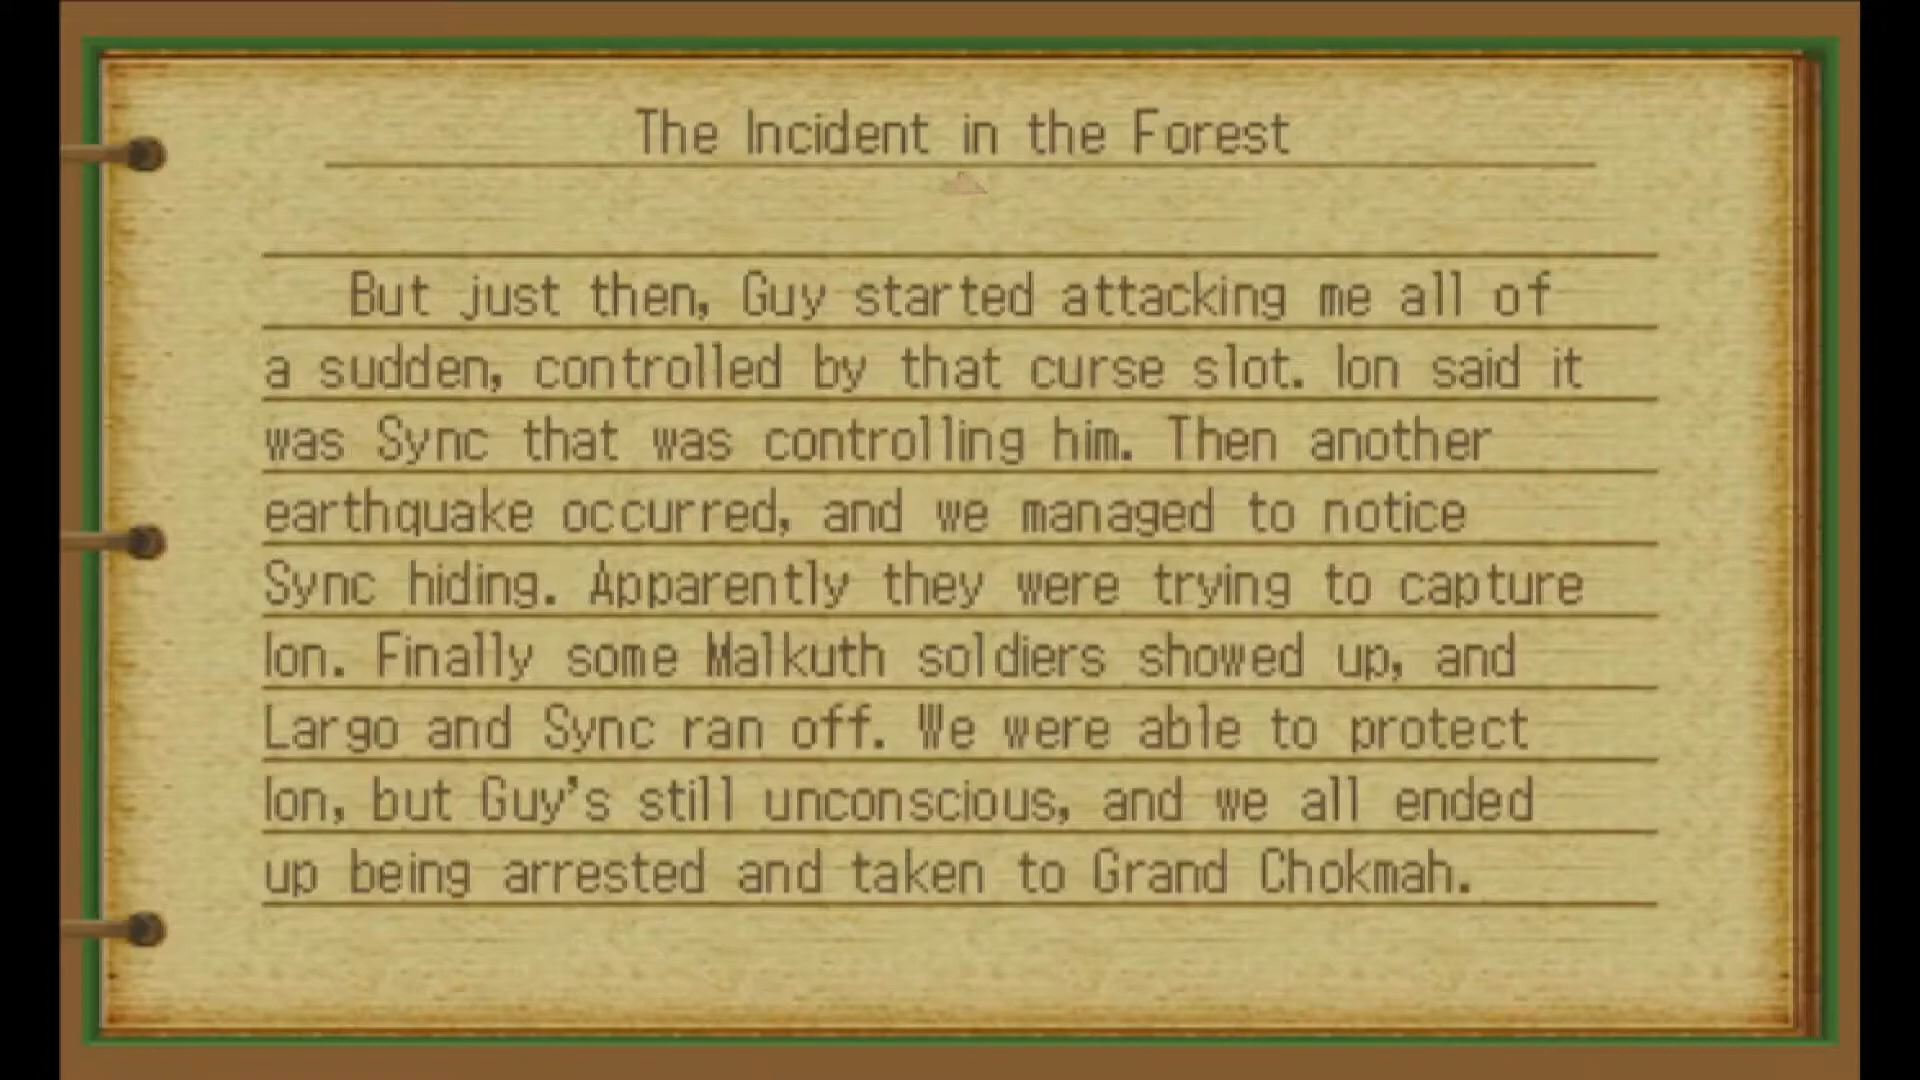 The Incident in the Forest
But just then, Guy started attacking me all of
a sudden, controlled by that curse slot. Ion said it
was Sync that was controlling him. Then another
earthquake occurred, and we managed to notice
Sync hiding. Apparently they were trying to capture
Ion. Finally some Malkuth soldiers showed up, and
Largo and Sync ran off. We were able to protect
Ion, but Guy's still unconscious, and we all ended
up being arrested and taken to Grand Chokmah.